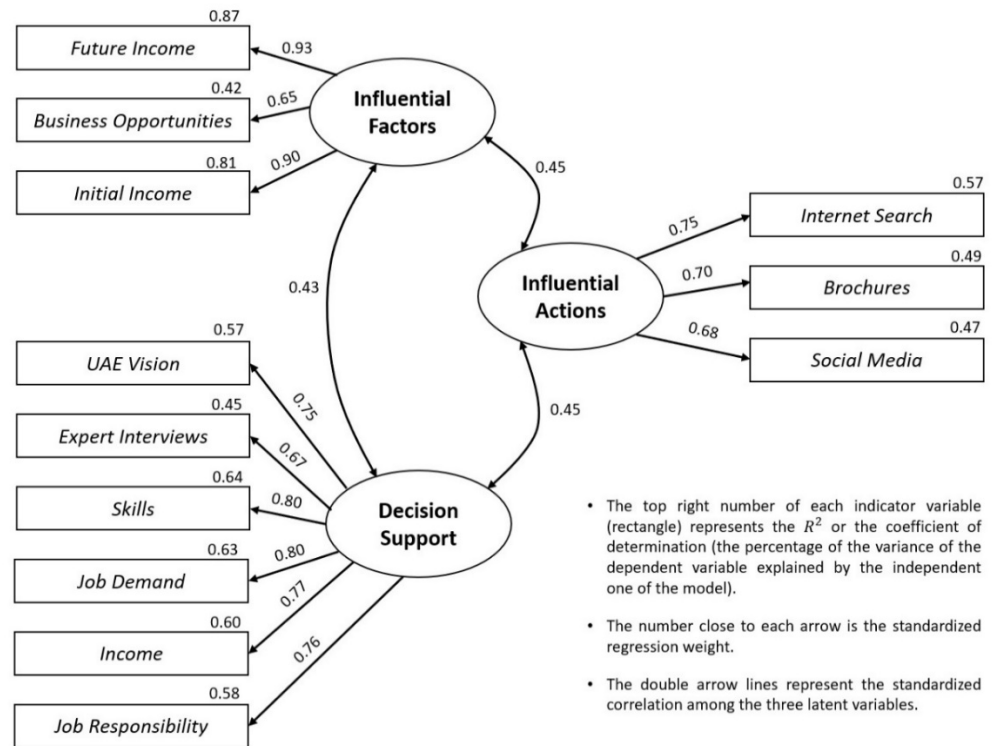 0.87
Future Income
0.93
0.42
Business Opportunities
0.65
0.81
Initial Income
0.90
Influential
Factors
0.45
0.43
Influential
Actions
0.75
0.57
Internet Search
0.70
0.49
Brochures
0.68
0.47
Social Media
0.45
0.57
UAE Vision
0.75
0.45
Expert Interviews
0.67
0.64
Skills
0.80
0.63
Job Demand
0.80
0.60
Income
0.77
0.58
Job Responsibility
0.76
Decision
Support
• The top right number of each indicator variable
(rectangle) represents the R² or the coefficient of
determination (the percentage of the variance of the
dependent variable explained by the independent
one of the model).
• The number close to each arrow is the standardized
regression weight.
• The double arrow lines represent the standardized
correlation among the three latent variables.